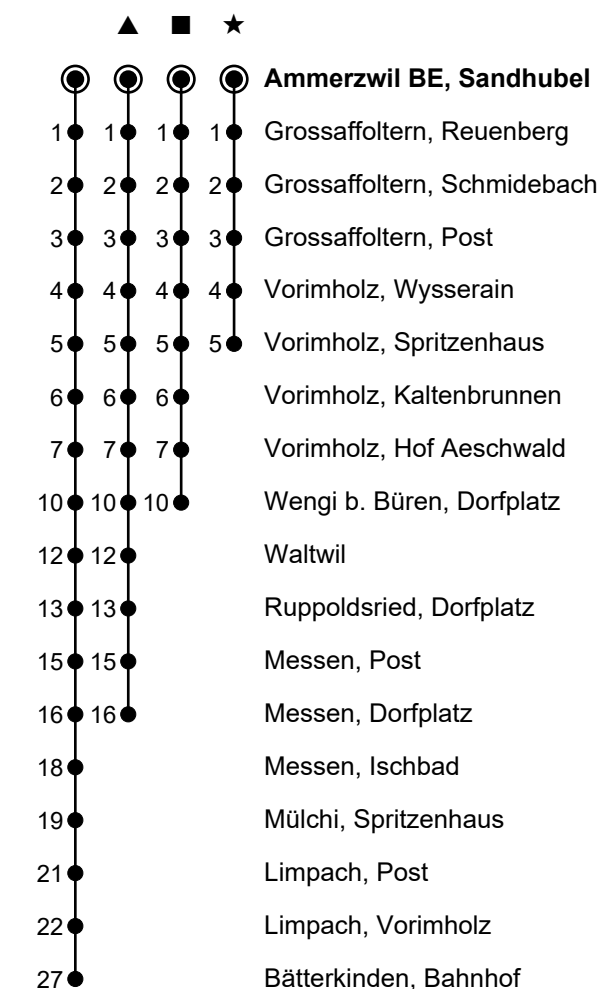 ▲ ■ ★
Ammerzwil BE, Sandhubel
1 1 1 1 Grossaffoltern, Reuenberg
2 2 2 2 Grossaffoltern, Schmidebach
3 3 3 3 Grossaffoltern, Post
4 4 4 4 Vorimholz, Wysserain
5 5 5 5 Vorimholz, Spritzenhaus
6 6 6 Vorimholz, Kaltenbrunnen
7 7 7 Vorimholz, Hof Aeschwald
10 10 10 Wengi b. Büren, Dorfplatz
12 12 Waltwil
13 13 Ruppoldsried, Dorfplatz
15 15 Messen, Post
16 16 Messen, Dorfplatz
18 Messen, Ischbad
19 Mülchi, Spritzenhaus
21 Limpach, Post
22 Limpach, Vorimholz
27 Bätterkinden, Bahnhof